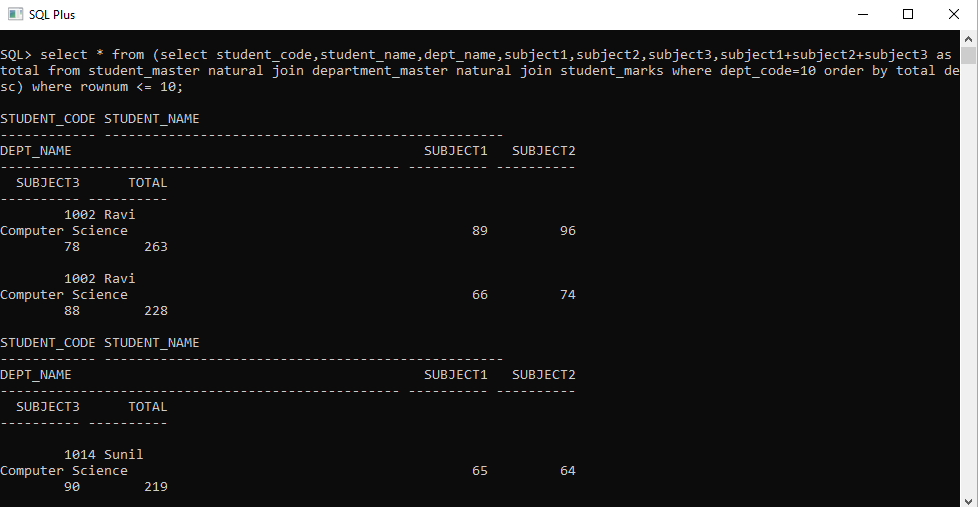 SQL Plus
SQL> select * from (select student_code,student_name,dept_name,subject1,subject2,subject3,subject1+subject2+subject3 as
total from student_master natural join department_master natural join student_marks where dept_code=10 order by total de
sc) where rownum <= 10;
STUDENT_CODE STUDENT_NAME
------------ --------------------------------------------------
DEPT_NAME                                            SUBJECT1   SUBJECT2
-------------------------------------------------- ---------- ----------
  SUBJECT3      TOTAL
---------- ----------
        1002 Ravi
Computer Science                                           89         96
        78        263
        1002 Ravi
Computer Science                                           66         74
        88        228
STUDENT_CODE STUDENT_NAME
------------ --------------------------------------------------
DEPT_NAME                                            SUBJECT1   SUBJECT2
-------------------------------------------------- ---------- ----------
  SUBJECT3      TOTAL
---------- ----------
        1014 Sunil
Computer Science                                           65         64
        90        219